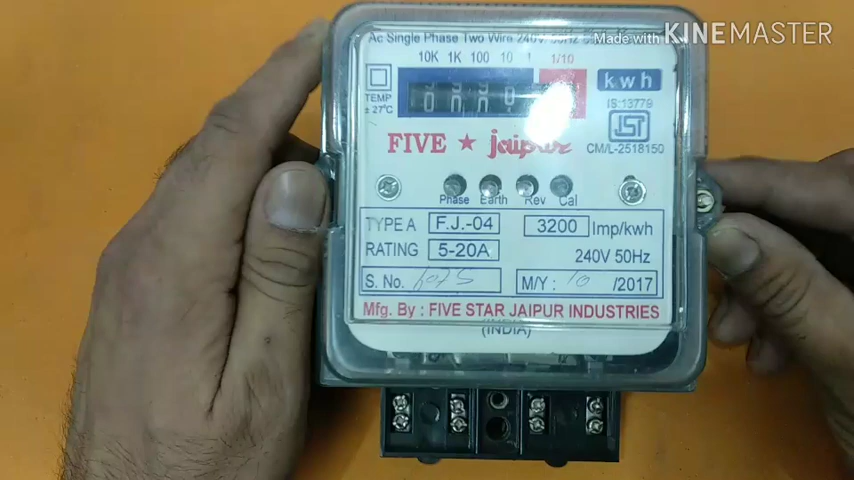 Ac Single Phase Two Wire 240V 50Hz
Made with KINEMASTER
10K 1K 100 10 1 1/10
kwh
TEMP
± 27°C
IS:13779
ISI
FIVE ★ jaipur
CM/L-2518150
Phase Earth Rev Cal
TYPE A F.J.-04 3200 Imp/kwh
RATING 5-20A 240V 50Hz
S. No. M/Y: 10 /2017
Mfg. By : FIVE STAR JAIPUR INDUSTRIES
(INDIA)